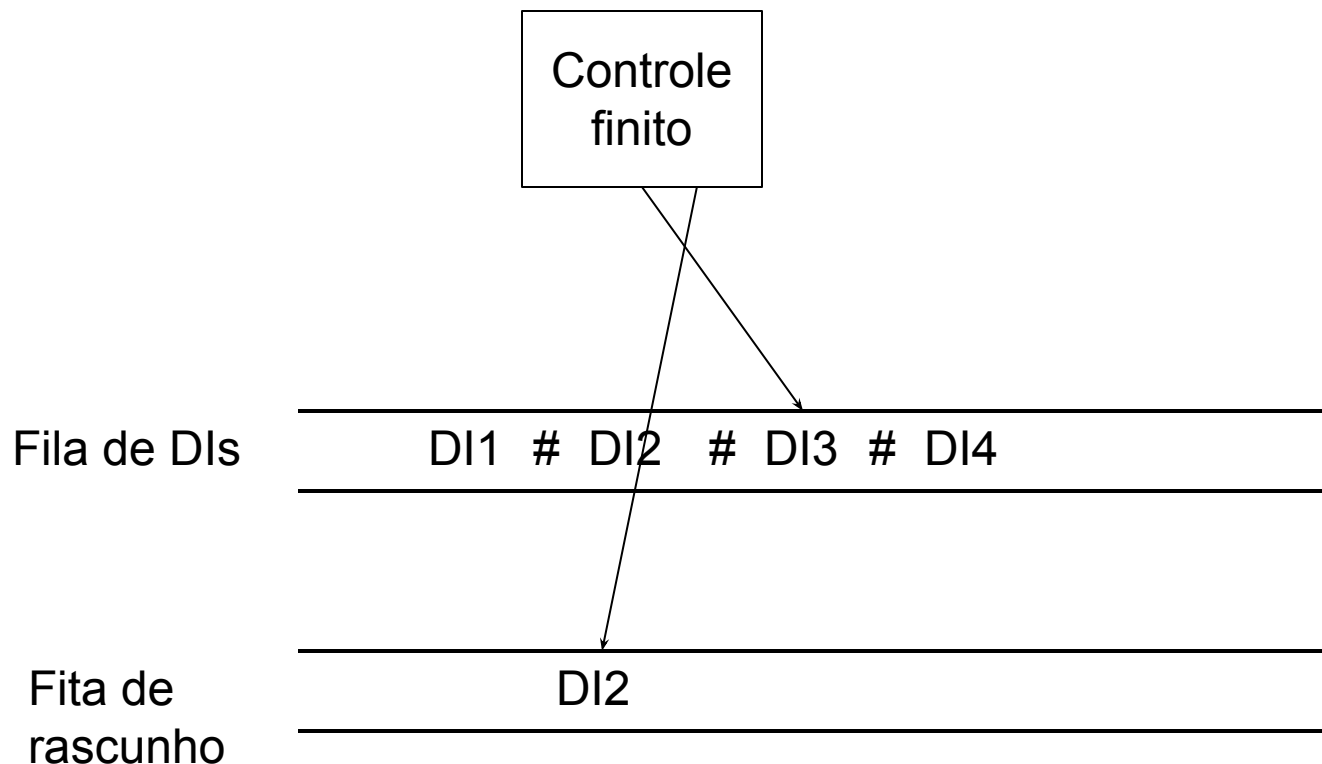 Controle
finito
Fila de DIs DI1 # DI2 # DI3 # DI4
Fita de DI2
rascunho